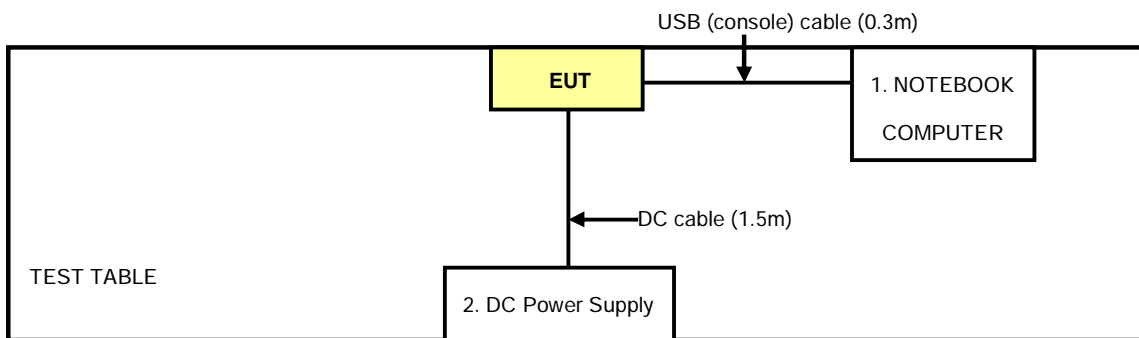 USB (console) cable (0.3m)
EUT
1. NOTEBOOK
COMPUTER
DC cable (1.5m)
TEST TABLE
2. DC Power Supply